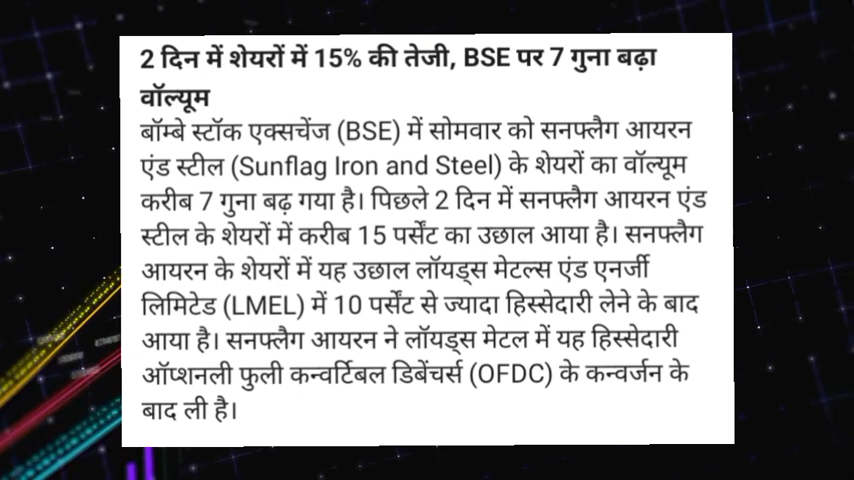 2 दिन में शेयरों में 15% की तेजी, BSE पर 7 गुना बढ़ा
वॉल्यूम
बॉम्बे स्टॉक एक्सचेंज (BSE) में सोमवार को सनफ्लैग आयरन
एंड स्टील (Sunflag Iron and Steel) के शेयरों का वॉल्यूम
करीब 7 गुना बढ़ गया है। पिछले 2 दिन में सनफ्लैग आयरन एंड
स्टील के शेयरों में करीब 15 पर्सेंट का उछाल आया है। सनफ्लैग
आयरन के शेयरों में यह उछाल लॉयड्स मेटल्स एंड एनर्जी
लिमिटेड (LMEL) में 10 पर्सेंट से ज्यादा हिस्सेदारी लेने के बाद
आया है। सनफ्लैग आयरन ने लॉयड्स मेटल में यह हिस्सेदारी
ऑप्शनली फुली कन्वर्टिबल डिबेंचर्स (OFDC) के कन्वर्जन के
बाद ली है।